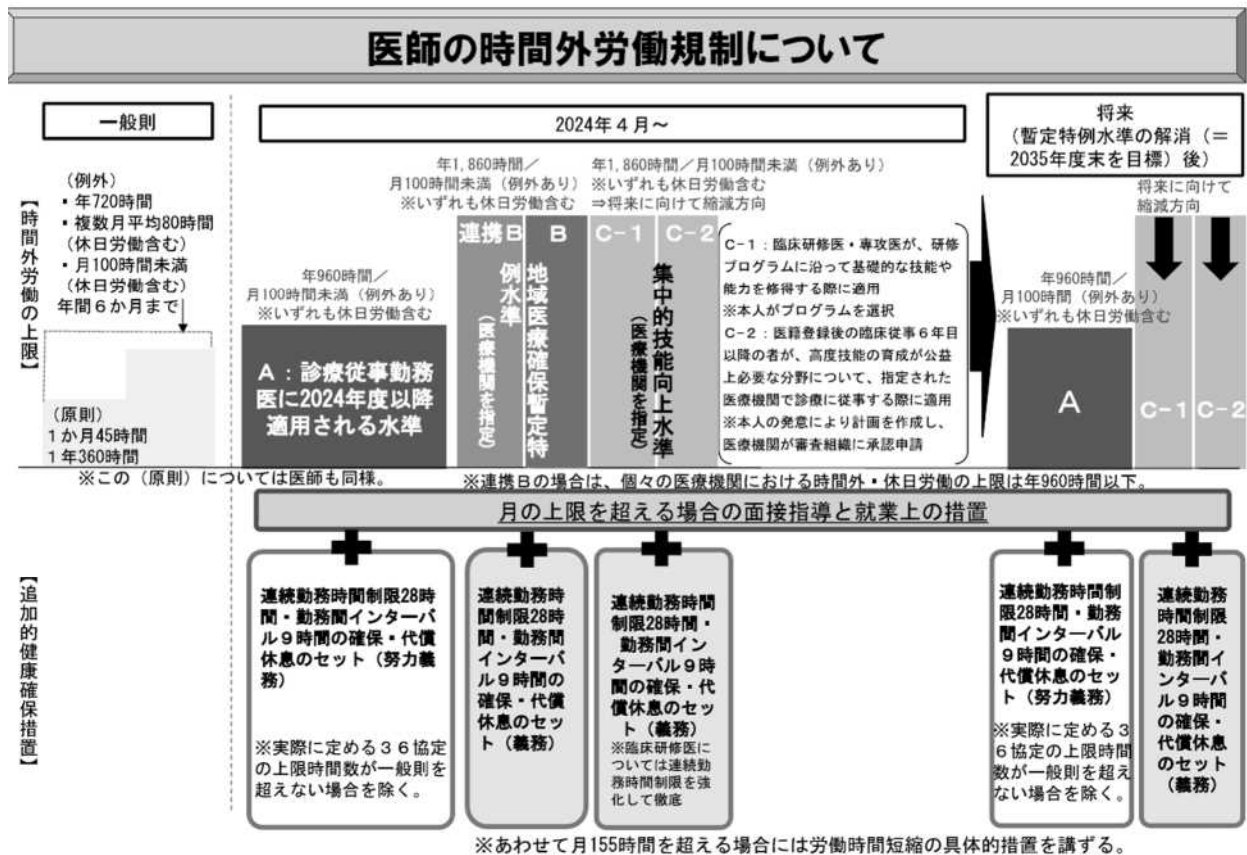 医師の時間外労働規制について
一般則
2024年4月～
将来
(暫定特例水準の解消(=
2035年度末を目標)後)
【時間外労働の上限】
(例外)
・年720時間
・複数月平均80時間
(休日労働含む)
・月100時間未満
(休日労働含む)
年間6か月まで
(原則)
1か月45時間
1年360時間
※この(原則)については医師も同様。
年960時間/
月100時間未満(例外あり)
※いずれも休日労働含む
A:診療従事勤務
医に2024年度以降
適用される水準
年1,860時間/
月100時間未満(例外あり)
※いずれも休日労働含む
連携B
B
地域医療確保暫定特
例水準
(医療機関を指定)
年1,860時間/月100時間未満(例外あり)
※いずれも休日労働含む
⇒将来に向けて縮減方向
C-1
C-2
集中的技能向上水準
(医療機関を指定)
C-1:臨床研修医・専攻医が、研修
プログラムに沿って基礎的な技能や
能力を修得する際に適用
※本人がプログラムを選択
C-2:医籍登録後の臨床従事6年目
以降の者が、高度技能の育成が公益
上必要な分野について、指定された
医療機関で診療に従事する際に適用
※本人の発意により計画を作成し、
医療機関が審査組織に承認申請
年960時間/
月100時間(例外あり)
※いずれも休日労働含む
A
将来に向けて
縮減方向
C-1
C-2
※連携Bの場合は、個々の医療機関における時間外・休日労働の上限は年960時間以下。
月の上限を超える場合の面接指導と就業上の措置
【追加的健康確保措置】
連続勤務時間制限28時
間・勤務間インターバ
ル9時間の確保・代償
休息のセット(努力義
務)
※実際に定める36協定
の上限時間数が一般則を
超えない場合を除く。
連続勤務時
間制限28時
間・勤務間
インターバ
ル9時間の
確保・代償
休息のセッ
ト(義務)
連続勤務時間
制限28時間・
勤務間インタ
ーバル9時
間の確保・代
償休息のセッ
ト(義務)
※臨床研修医に
ついては連続勤
務時間制限を強
化して徹底
連続勤務時間制
限28時間・勤務
間インターバル
9時間の確保・
代償休息のセッ
ト(努力義務)
※実際に定める3
6協定の上限時間
数が一般則を超え
ない場合を除く。
連続勤務
時間制限
28時間・
勤務間イン
ターバル
9時間の
確保・
代償休息
のセット
(義務)
※あわせて月155時間を超える場合には労働時間短縮の具体的措置を講ずる。